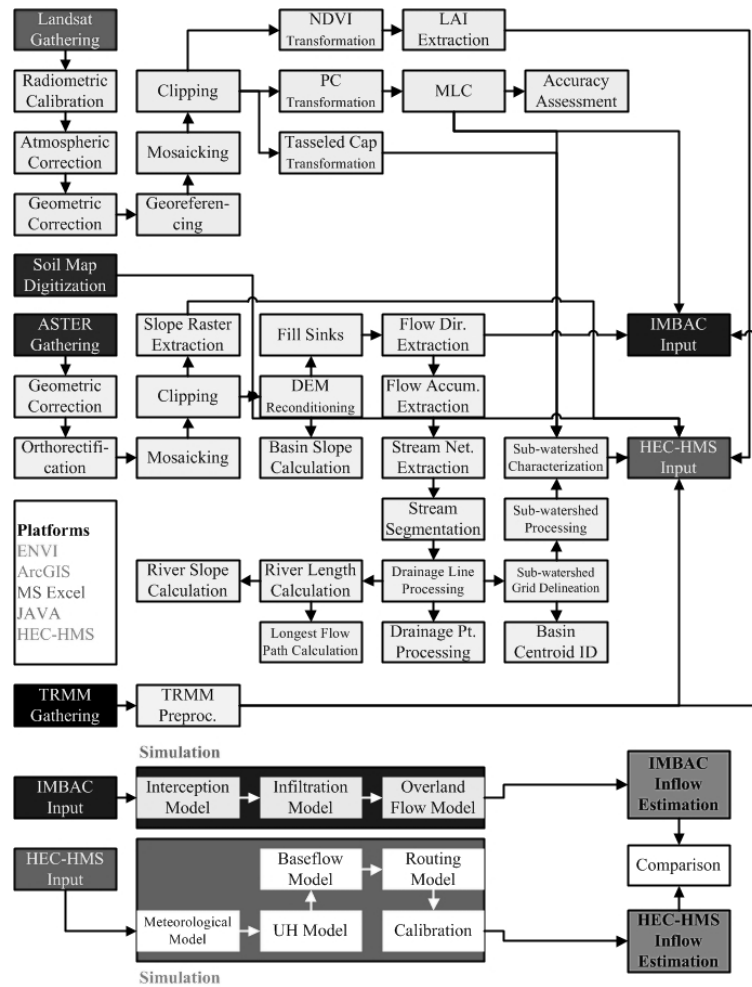 Landsat
Gathering
NDVI
Transformation
LAI
Extraction
Radiometric
Calibration
Clipping
PC
Transformation
MLC
Accuracy
Assessment
Atmospheric
Correction
Mosaicking
Tasseled Cap
Transformation
Geometric
Correction
Georeferen-
cing
Soil Map
Digitization
ASTER
Gathering
Slope Raster
Extraction
Fill Sinks
Flow Dir.
Extraction
IMBAC
Input
Geometric
Correction
Clipping
DEM
Reconditioning
Flow Accum.
Extraction
Orthorectifi-
cation
Mosaicking
Basin Slope
Calculation
Stream Net.
Extraction
Sub-watershed
Characterization
HEC-HMS
Input
Platforms
ENVI
ArcGIS
MS Excel
JAVA
HEC-HMS
Stream
Segmentation
Sub-watershed
Processing
River Slope
Calculation
River Length
Calculation
Drainage Line
Processing
Sub-watershed
Grid Delineation
Longest Flow
Path Calculation
Drainage Pt.
Processing
Basin
Centroid ID
TRMM
Gathering
TRMM
Preproc.
Simulation
IMBAC
Input
Interception
Model
Infiltration
Model
Overland
Flow Model
IMBAC
Inflow
Estimation
HEC-HMS
Input
Baseflow
Model
Routing
Model
Comparison
Meteorological
Model
UH Model
Calibration
HEC-HMS
Inflow
Estimation
Simulation